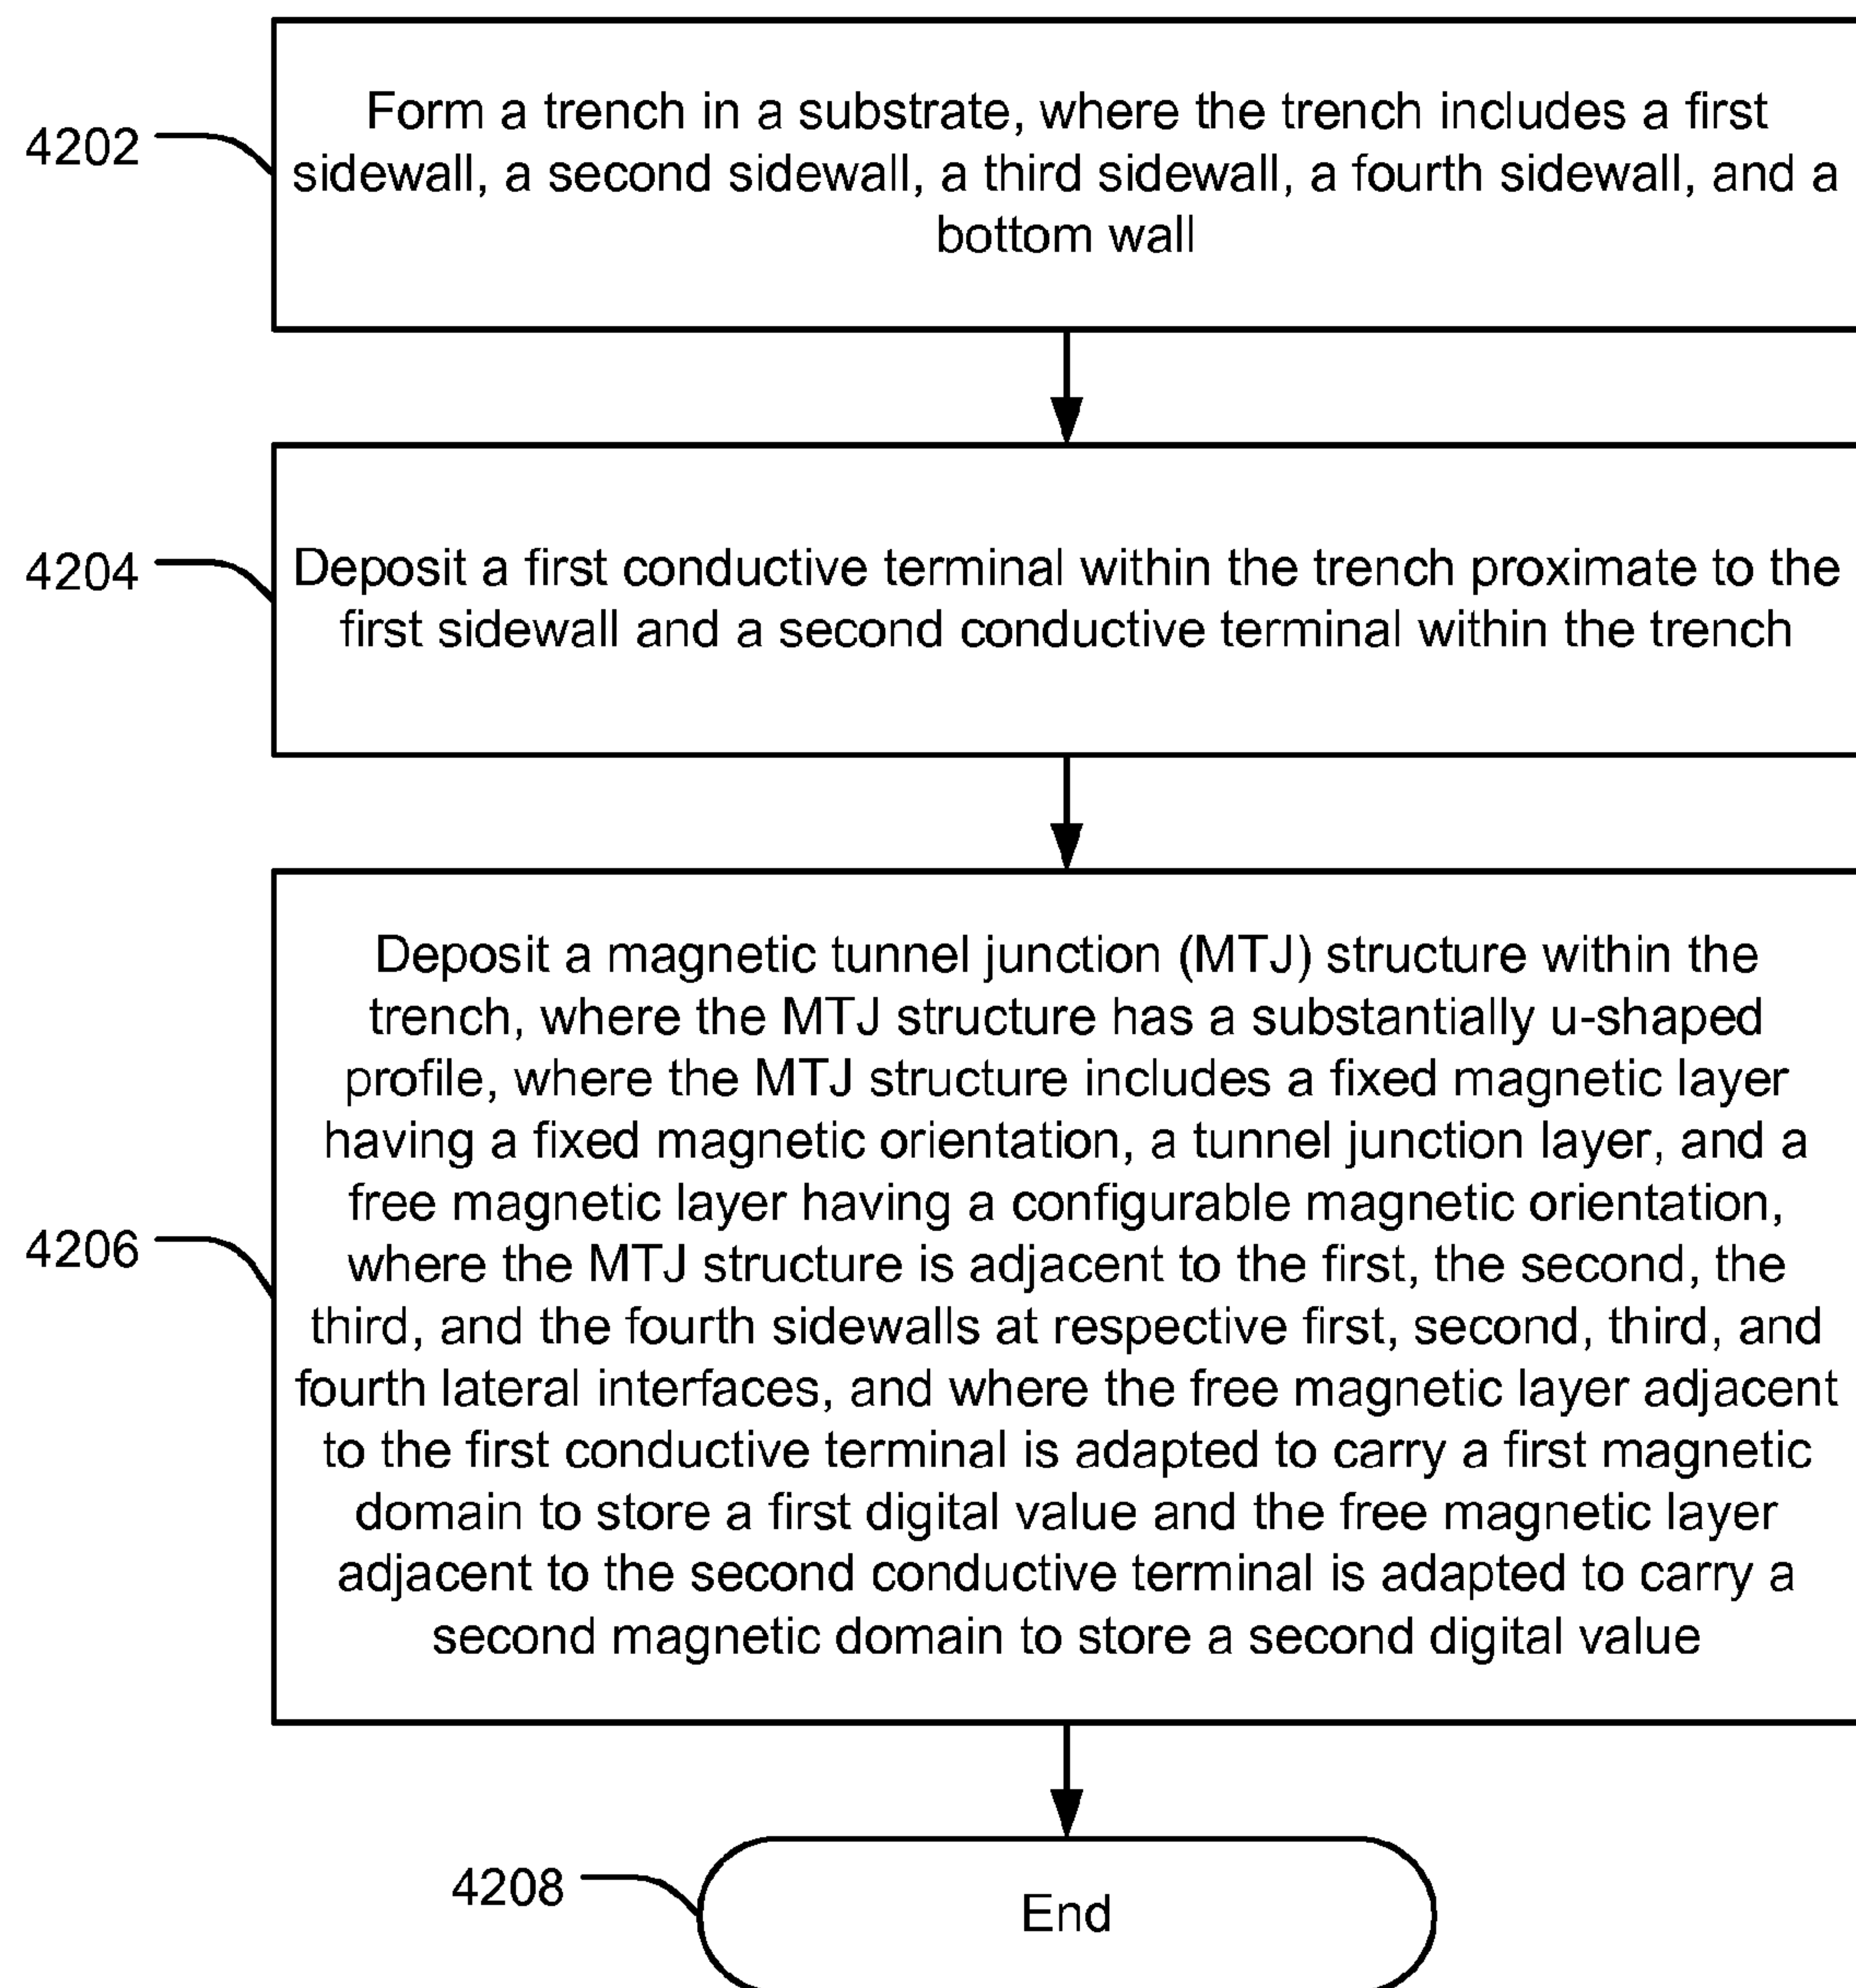 4202
Form a trench in a substrate, where the trench includes a first
sidewall, a second sidewall, a third sidewall, a fourth sidewall, and a
bottom wall
4204
Deposit a first conductive terminal within the trench proximate to the
first sidewall and a second conductive terminal within the trench
4206
Deposit a magnetic tunnel junction (MTJ) structure within the
trench, where the MTJ structure has a substantially u-shaped
profile, where the MTJ structure includes a fixed magnetic layer
having a fixed magnetic orientation, a tunnel junction layer, and a
free magnetic layer having a configurable magnetic orientation,
where the MTJ structure is adjacent to the first, the second, the
third, and the fourth sidewalls at respective first, second, third, and
fourth lateral interfaces, and where the free magnetic layer adjacent
to the first conductive terminal is adapted to carry a first magnetic
domain to store a first digital value and the free magnetic layer
adjacent to the second conductive terminal is adapted to carry a
second magnetic domain to store a second digital value
4208
End